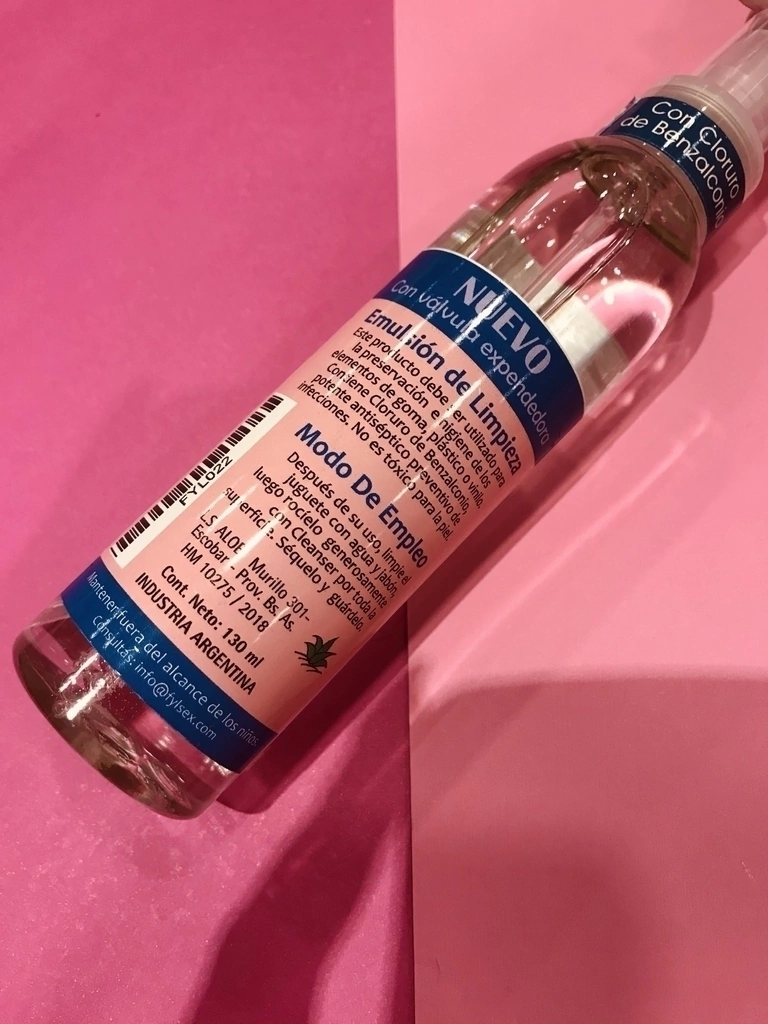 Con Cloruro
de Benzalconio
NUEVO
Con válvula expendedora
Emulsión de Limpieza
Este producto debe ser utilizado para
la preservación e higiene de los
elementos de goma, plástico o vinilo.
Contiene Cloruro de Benzalconio,
potente antiséptico preventivo de
infecciones. No es tóxico para la piel
Modo De Empleo
Después de su uso, limpie el
juguete con agua y jabón,
luego rocíelo generosamente
con Cleanser por toda la
superficie. Séquelo y guárdelo.
LS ALOE Murillo 301-
Escobar - Prov. Bs. As.
HM 10275 / 2018
Cont. Neto: 130 ml
INDUSTRIA ARGENTINA
FYL022
Mantener fuera del alcance de los niños.
Consultas: info@fylsex.com